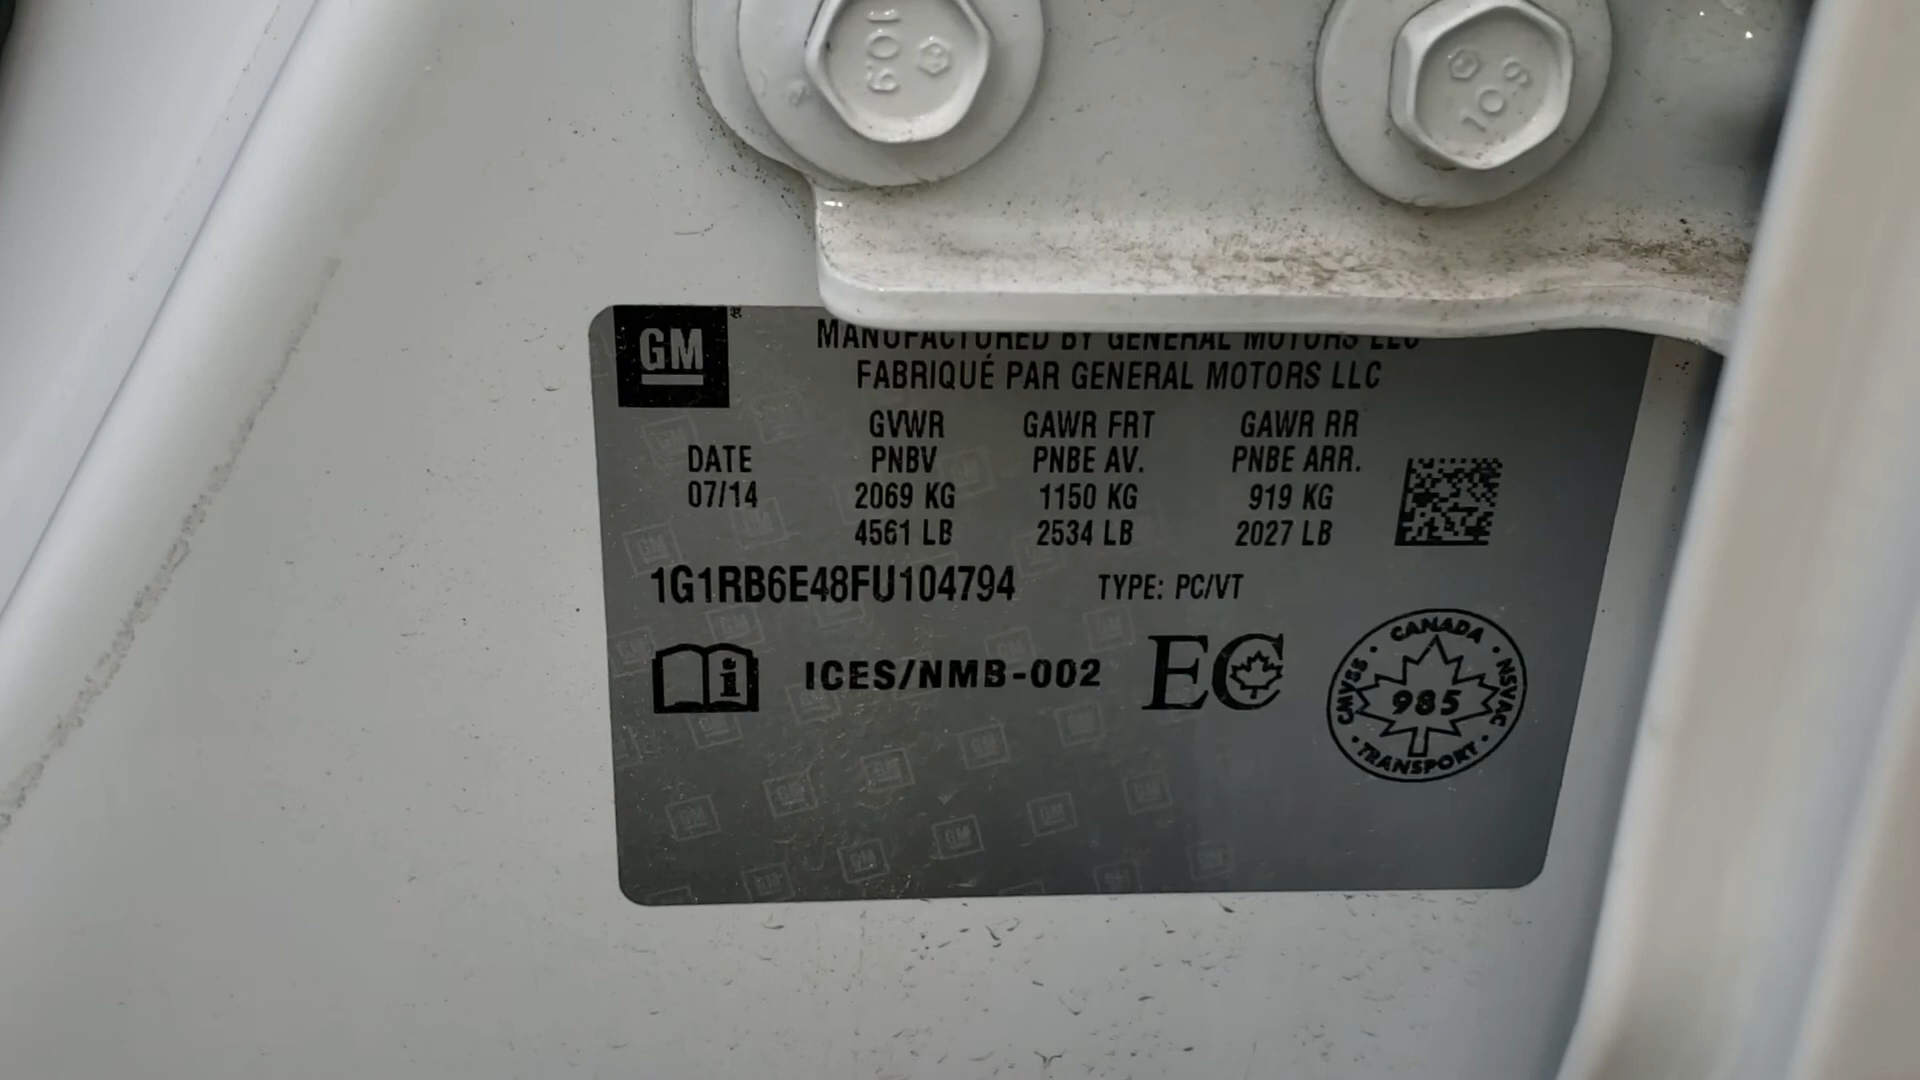 109
10 9
GM
MANUFACTURED BY GENERAL MOTORS LLC
FABRIQUÉ PAR GENERAL MOTORS LLC
DATE
07/14
GVWR
PNBV
2069 KG
4561 LB
GAWR FRT
PNBE AV.
1150 KG
2534 LB
GAWR RR
PNBE ARR.
919 KG
2027 LB
1G1RB6E48FU104794 TYPE: PC/VT
i ICES/NMB-002 EC
CANADA
CMVSS 985 NSVAC
TRANSPORT